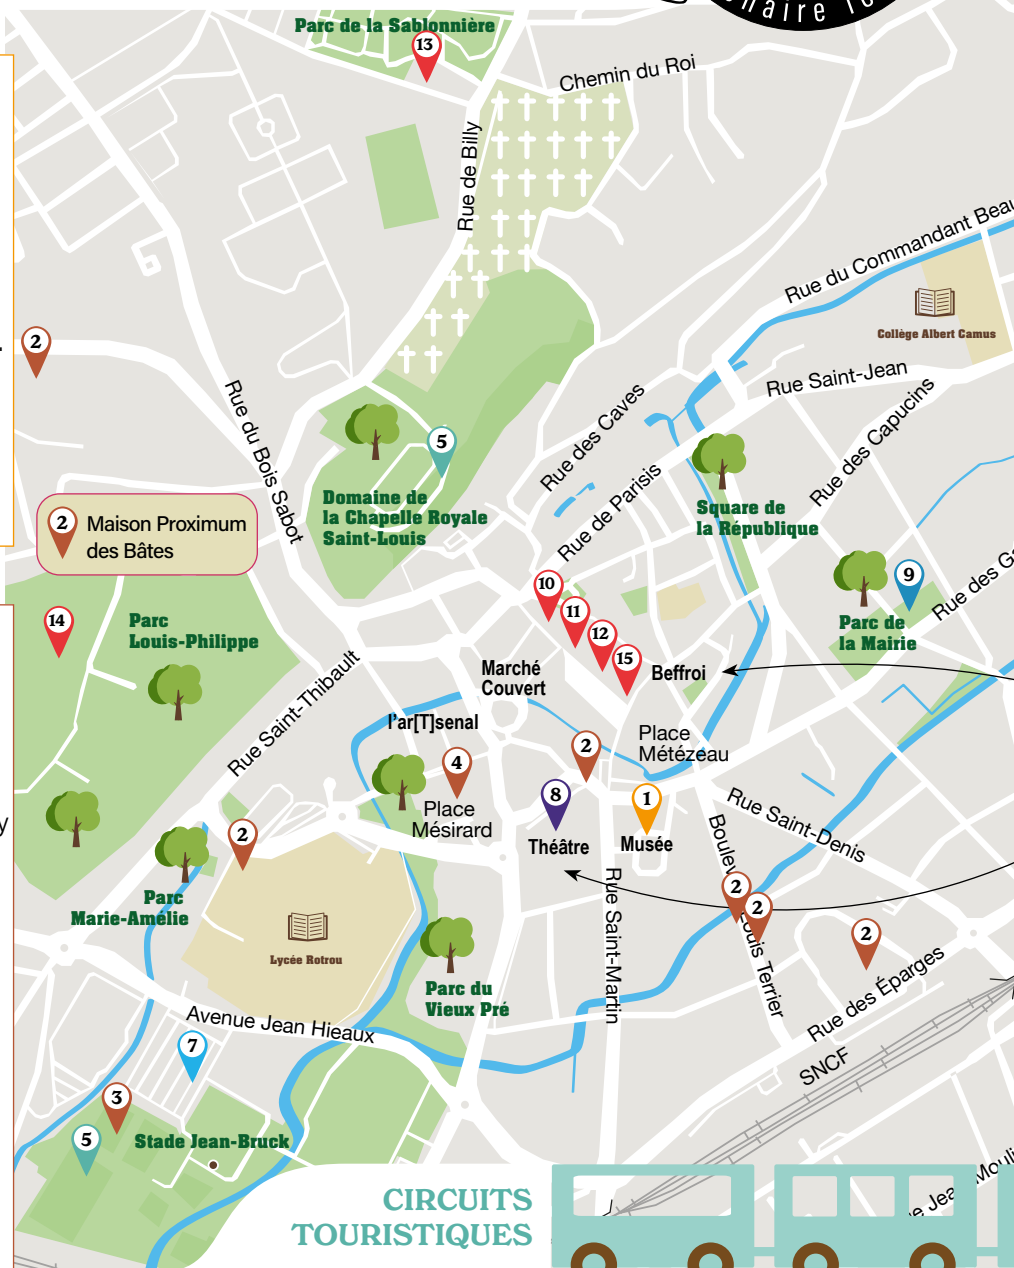 Parc de la Sablonnière
13
Chemin du Roi
Rue de Billy
Rue du Commandant
Collège Albert Camus
2
Rue Saint-Jean
Rue du Bois Sabot
Rue des Caves
Rue des Capucins
5
Domaine de
la Chapelle Royale
Saint-Louis
Rue de Parisis
Square de
la République
2 Maison Proximum
des Bâtes
10
11
12
15
9
Rue des
Parc de
la Mairie
14
Parc
Louis-Philippe
Marché
Couvert
Beffroi
Rue Saint-Thibault
l'ar[T]senal
4
Place
Mésirard
2
Place
Métézeau
8
Théâtre
1
Musée
Rue Saint-Denis
2
y
Parc
Marie-Amélie
Lycée Rotrou
Rue Saint-Martin
2
2
Louis Terrier
2
Parc du
Vieux Pré
Rue des Éparges
Avenue Jean Hieaux
SNCF
7
3
5
Stade Jean-Bruck
CIRCUITS
TOURISTIQUES